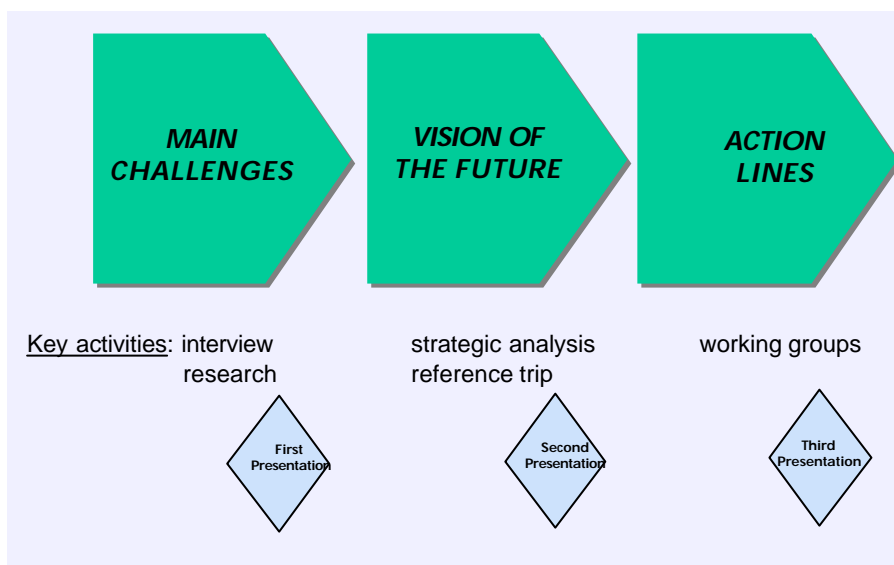 MAIN
CHALLENGES
VISION OF
THE FUTURE
ACTION
LINES
Key activities: interview
research
strategic analysis
reference trip
working groups
First
Presentation
Second
Presentation
Third
Presentation